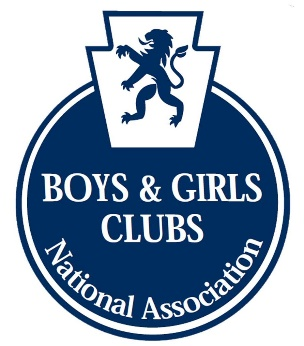 BOYS & GIRLS
CLUBS
National Association